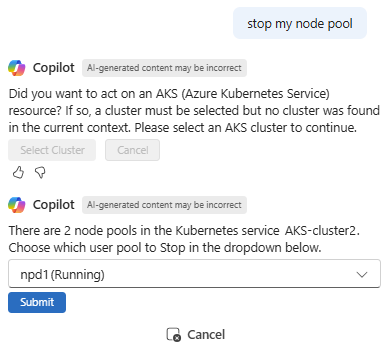 stop my node pool
Copilot AI-generated content may be incorrect
Did you want to act on an AKS (Azure Kubernetes Service)
resource? If so, a cluster must be selected but no cluster was found
in the current context. Please select an AKS cluster to continue.
Select Cluster Cancel
Copilot AI-generated content may be incorrect
There are 2 node pools in the Kubernetes service AKS-cluster2.
Choose which user pool to Stop in the dropdown below.
npd1(Running)
Submit
Cancel